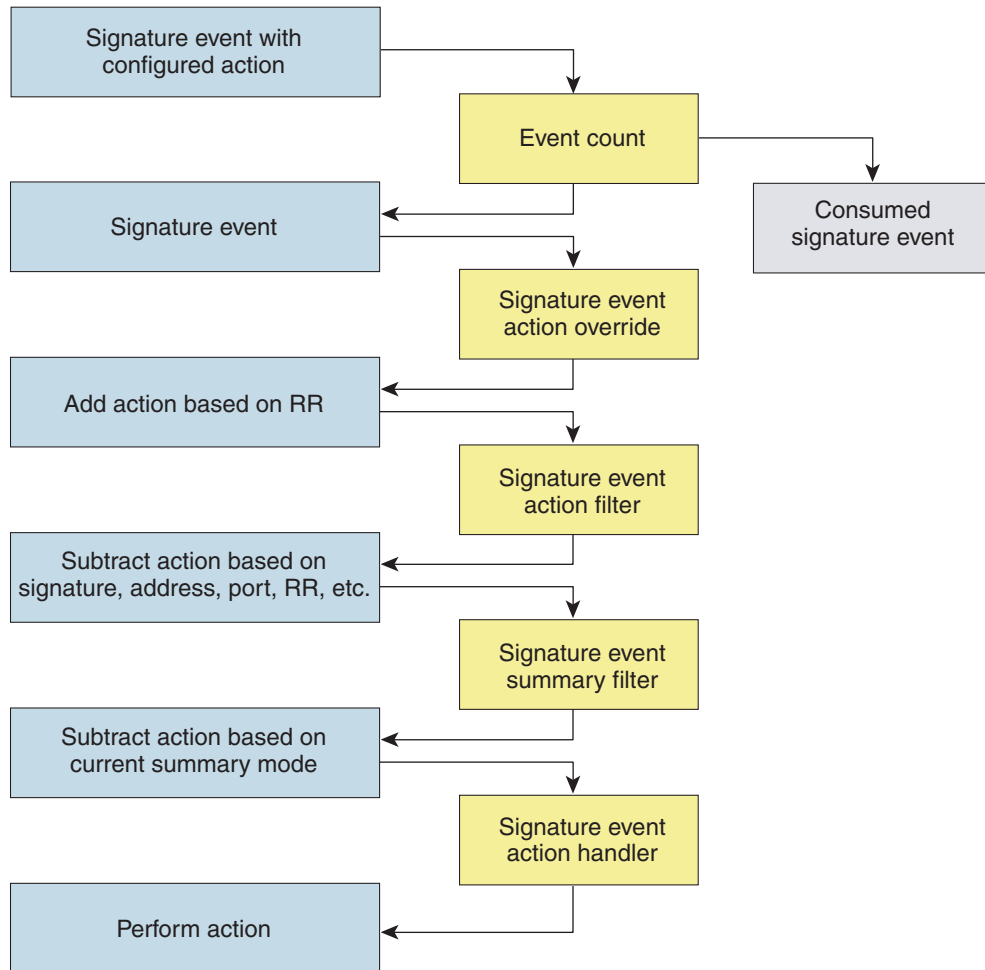 Signature event with
configured action
Event count
Consumed
signature event
Signature event
Signature event
action override
Add action based on RR
Signature event
action filter
Subtract action based on
signature, address, port, RR, etc.
Signature event
summary filter
Subtract action based on
current summary mode
Signature event
action handler
Perform action